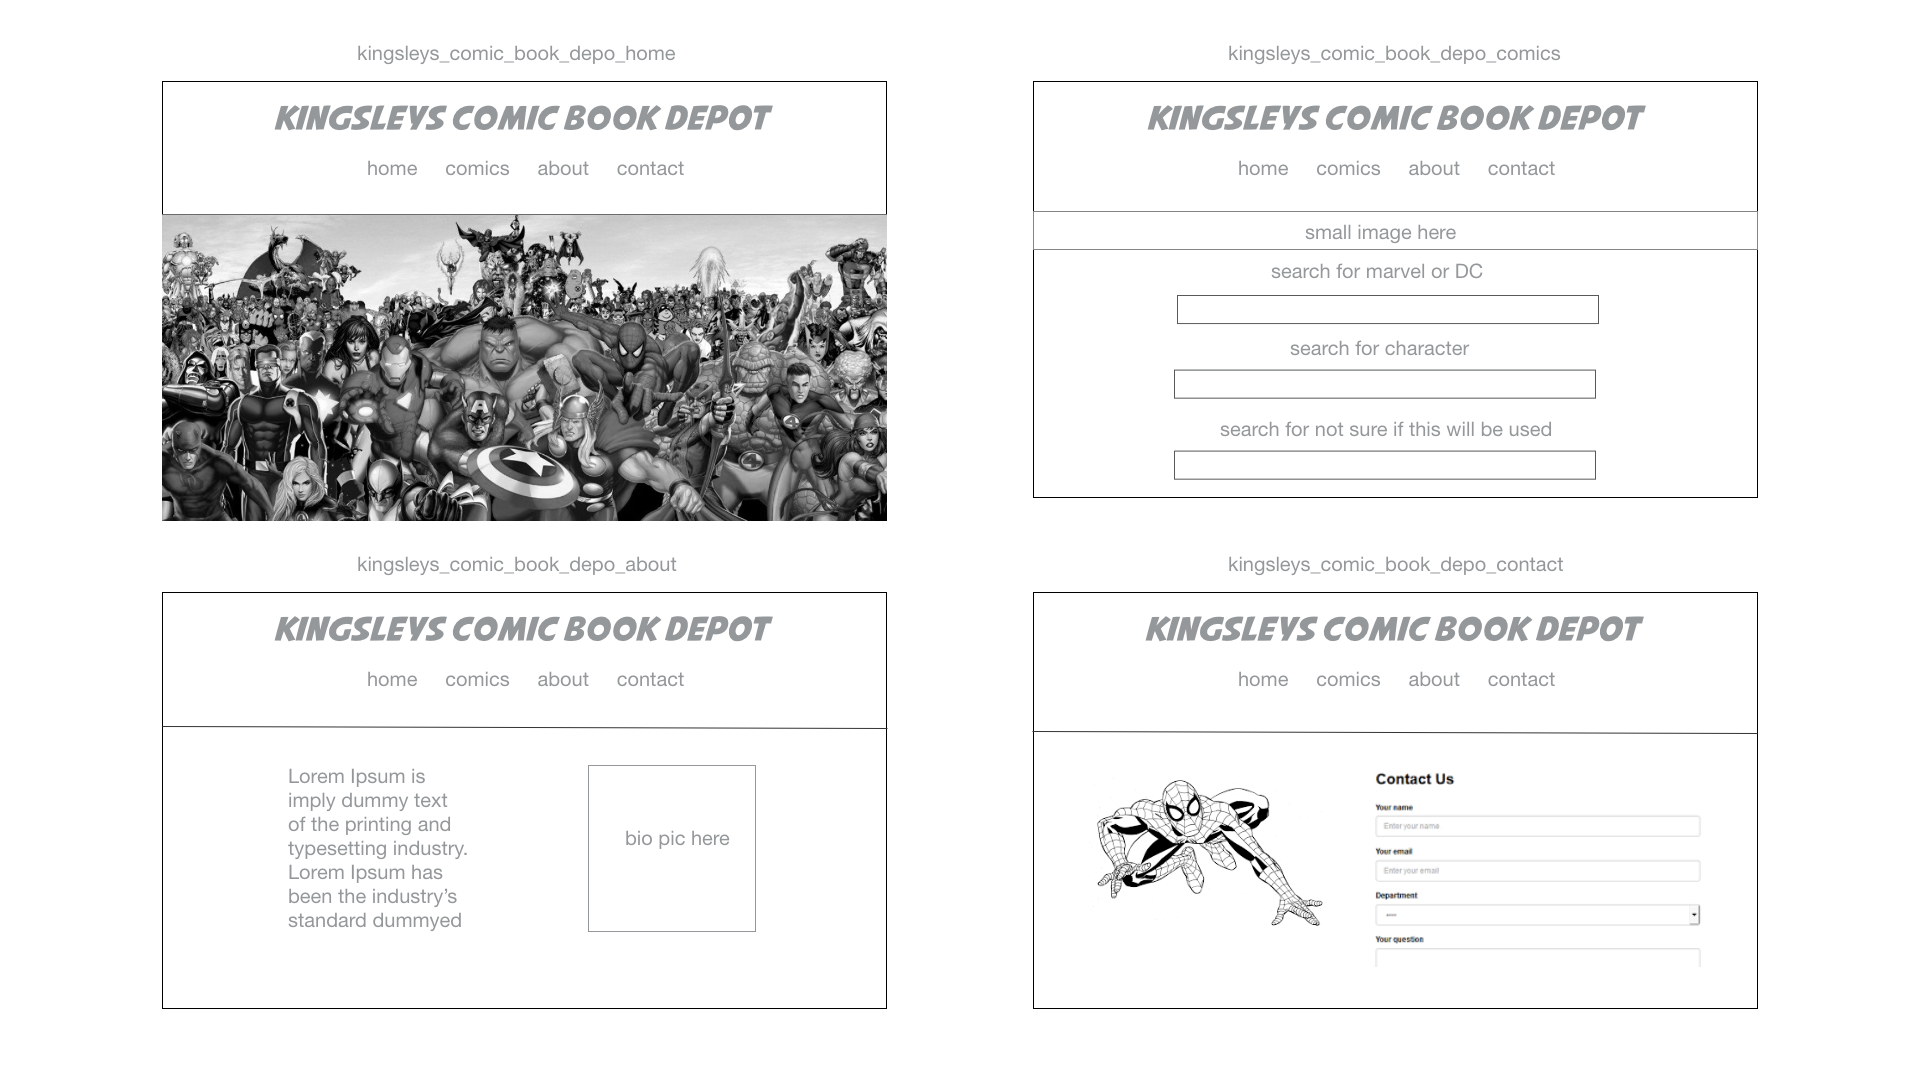 kingsleys_comic_book_depo_home
KINGSLEYS COMIC BOOK DEPOT
home comics about contact
kingsleys_comic_book_depo_comics
KINGSLEYS COMIC BOOK DEPOT
home comics about contact
small image here
search for marvel or DC
search for character
search for not sure if this will be used
kingsleys_comic_book_depo_about
KINGSLEYS COMIC BOOK DEPOT
home comics about contact
Lorem Ipsum is
imply dummy text
of the printing and
typesetting industry.
Lorem Ipsum has
been the industry’s
standard dummyed
bio pic here
kingsleys_comic_book_depo_contact
KINGSLEYS COMIC BOOK DEPOT
home comics about contact
Contact Us
Your name
Enter your name
Your email
Enter your email
Department
Your question